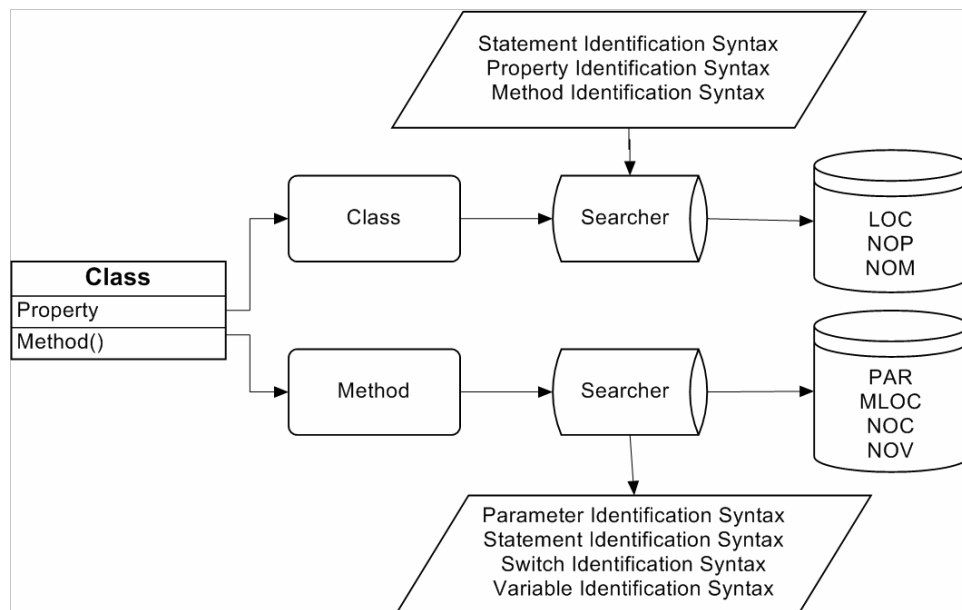 Statement Identification Syntax
Property Identification Syntax
Method Identification Syntax
Class
Searcher
LOC
NOP
NOM
Class
Property
Method()
Method
Searcher
PAR
MLOC
NOC
NOV
Parameter Identification Syntax
Statement Identification Syntax
Switch Identification Syntax
Variable Identification Syntax